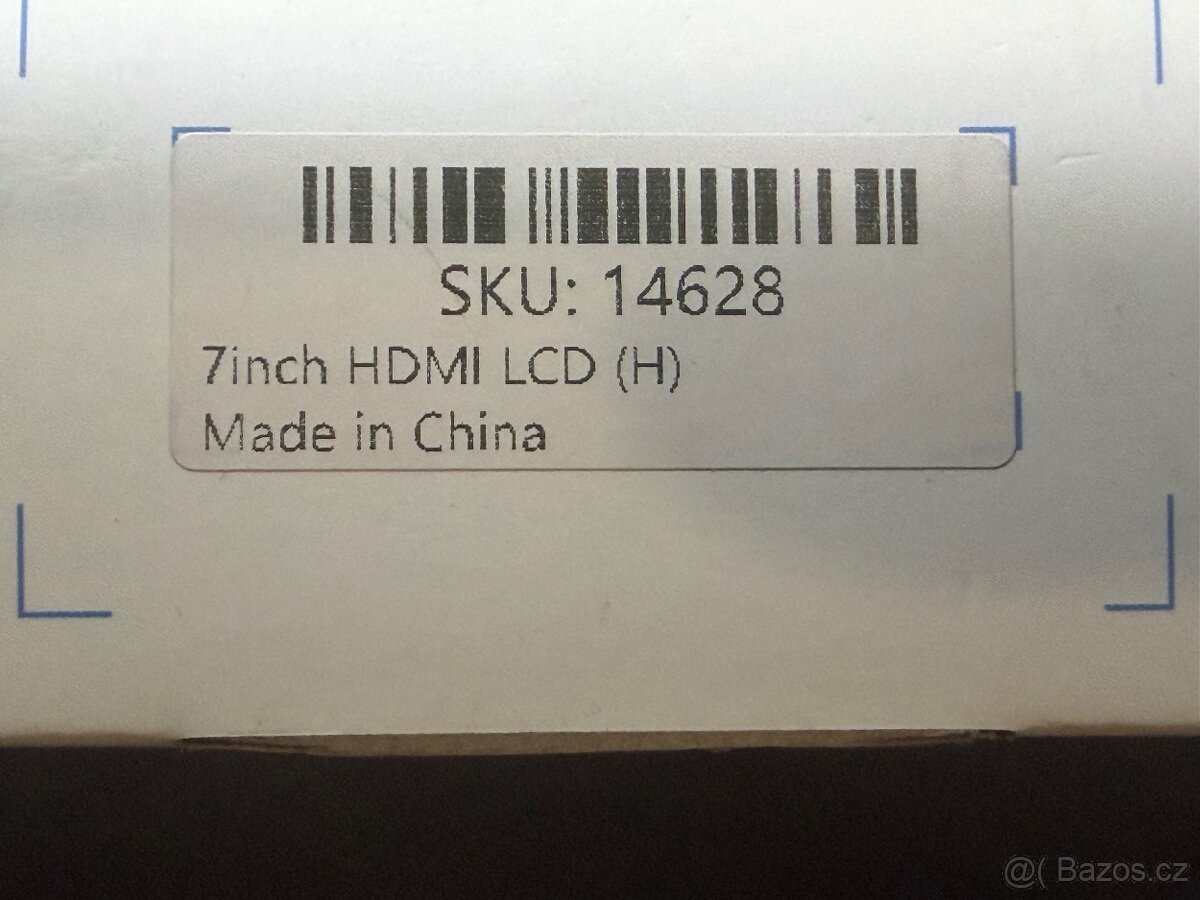 SKU: 14628
7inch HDMI LCD (H)
Made in China
@( Bazos.cz